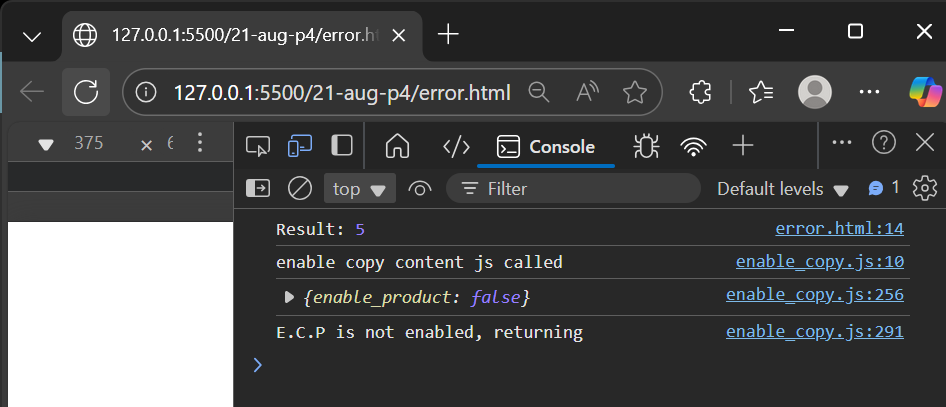 127.0.0.1:5500/21-aug-p4/error.ht
127.0.0.1:5500/21-aug-p4/error.html
375 × 6
Console
top Filter Default levels 1
Result: 5 error.html:14
enable copy content js called enable_copy.js:10
{enable_product: false} enable_copy.js:256
E.C.P is not enabled, returning enable_copy.js:291